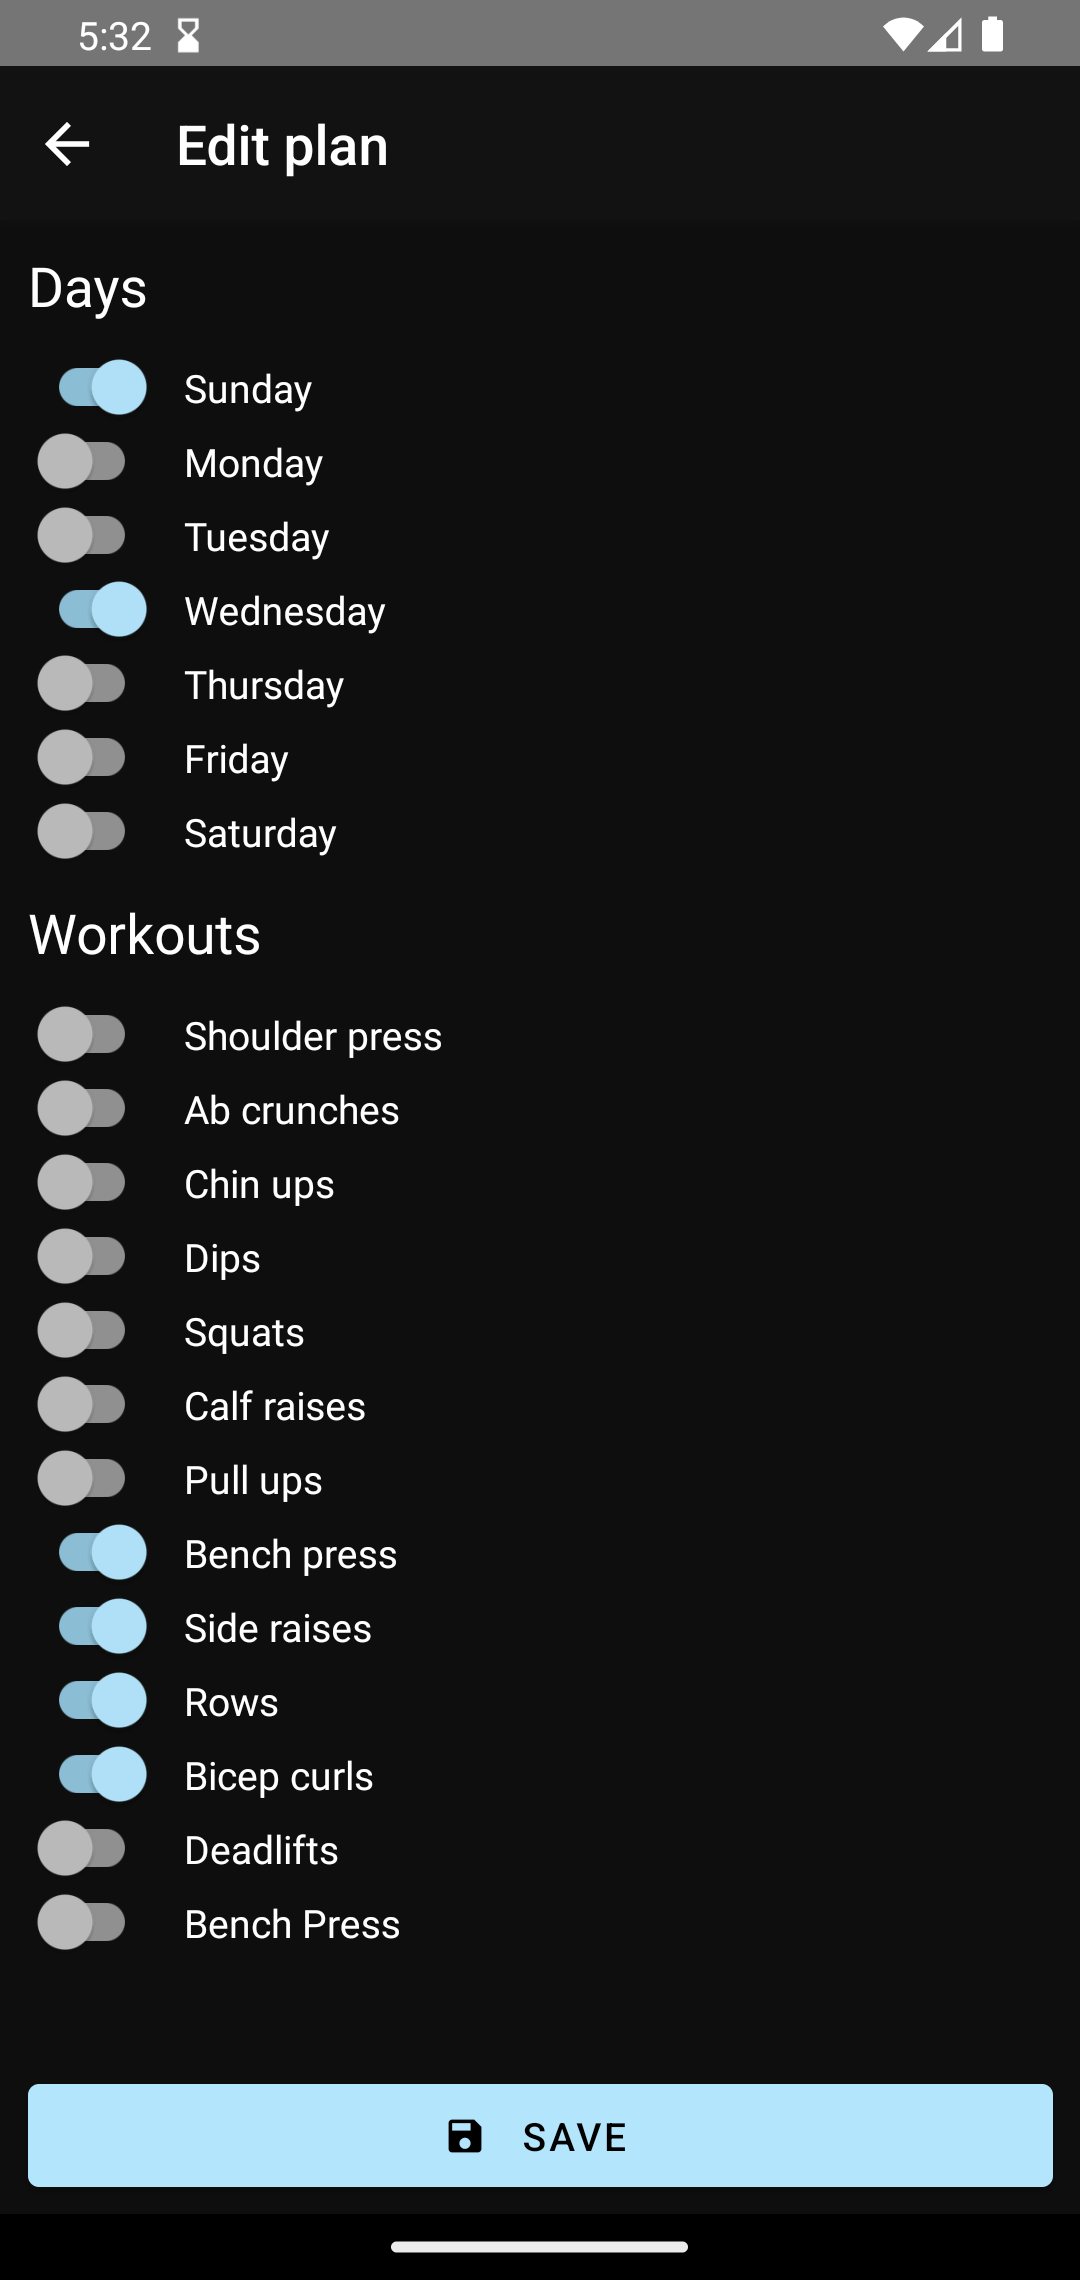 5:32
Edit plan
Days
Sunday
Monday
Tuesday
Wednesday
Thursday
Friday
Saturday
Workouts
Shoulder press
Ab crunches
Chin ups
Dips
Squats
Calf raises
Pull ups
Bench press
Side raises
Rows
Bicep curls
Deadlifts
Bench Press
SAVE